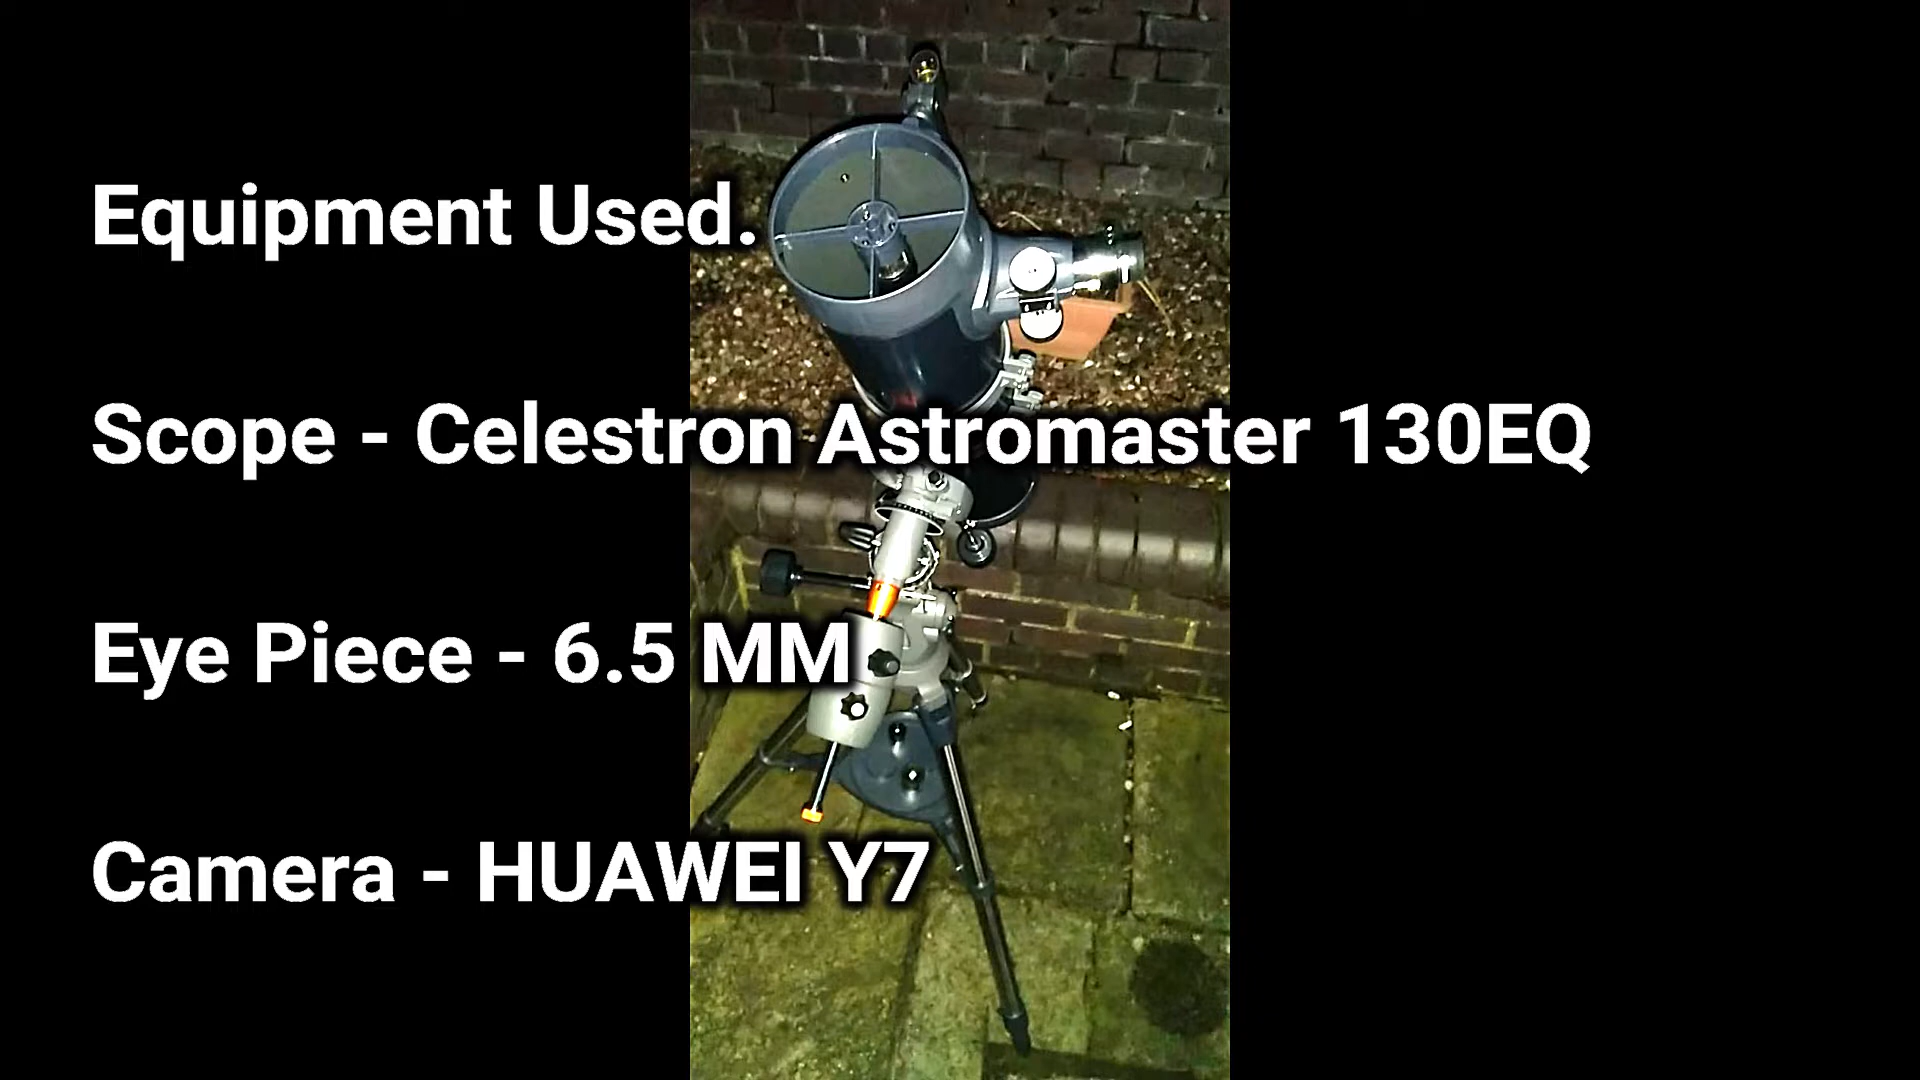 Equipment Used.
Scope - Celestron Astromaster 130EQ
Eye Piece - 6.5 MM
Camera - HUAWEI Y7